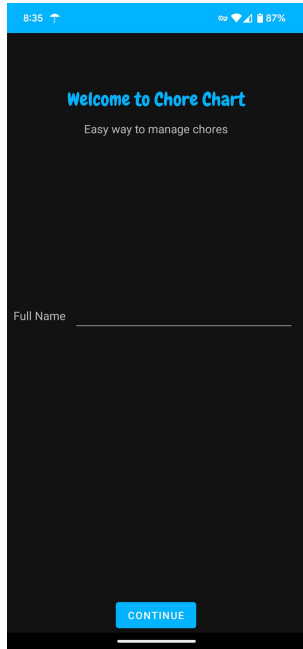 8:35 87%
Welcome to Chore Chart
Easy way to manage chores
Full Name
CONTINUE